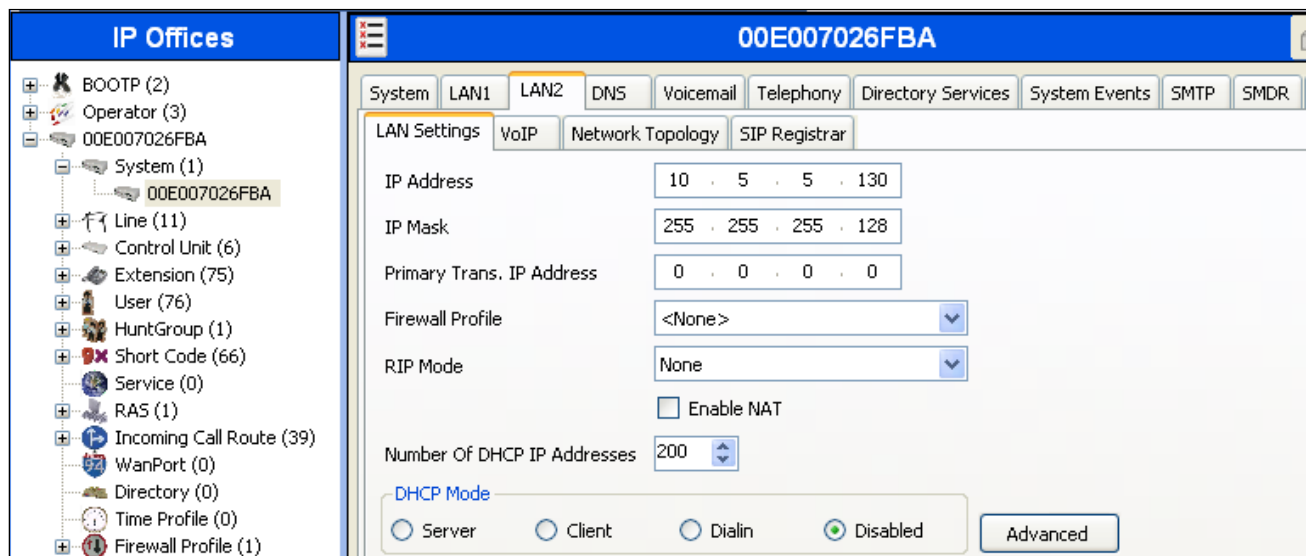 IP Offices
BOOTP (2)
Operator (3)
00E007026FBA
System (1)
00E007026FBA
Line (11)
Control Unit (6)
Extension (75)
User (76)
HuntGroup (1)
Short Code (66)
Service (0)
RAS (1)
Incoming Call Route (39)
WanPort (0)
Directory (0)
Time Profile (0)
Firewall Profile (1)
00E007026FBA
System LAN1 LAN2 DNS Voicemail Telephony Directory Services System Events SMTP SMDR
LAN Settings VoIP Network Topology SIP Registrar
IP Address 10 . 5 . 5 . 130
IP Mask 255 . 255 . 255 . 128
Primary Trans. IP Address 0 . 0 . 0 . 0
Firewall Profile <None>
RIP Mode None
Enable NAT
Number Of DHCP IP Addresses 200
DHCP Mode
Server Client Dialin Disabled Advanced